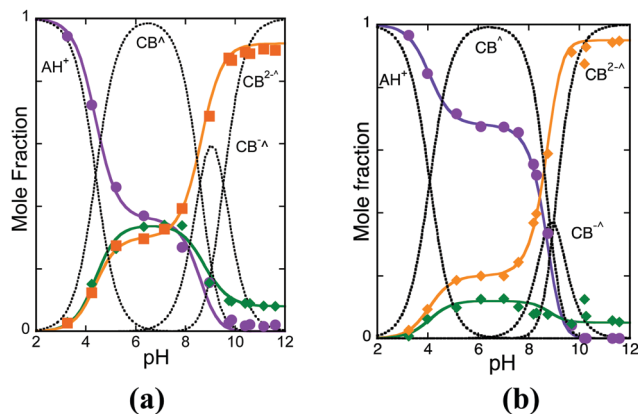 1
AH⁺
CB^
CB²⁻^
CB⁻^
Mole Fraction
0
2 4 6 8 10 12
pH
(a)
1
AH⁺
CB^
CB²⁻^
CB⁻^
Mole fraction
0
2 4 6 8 10 12
pH
(b)